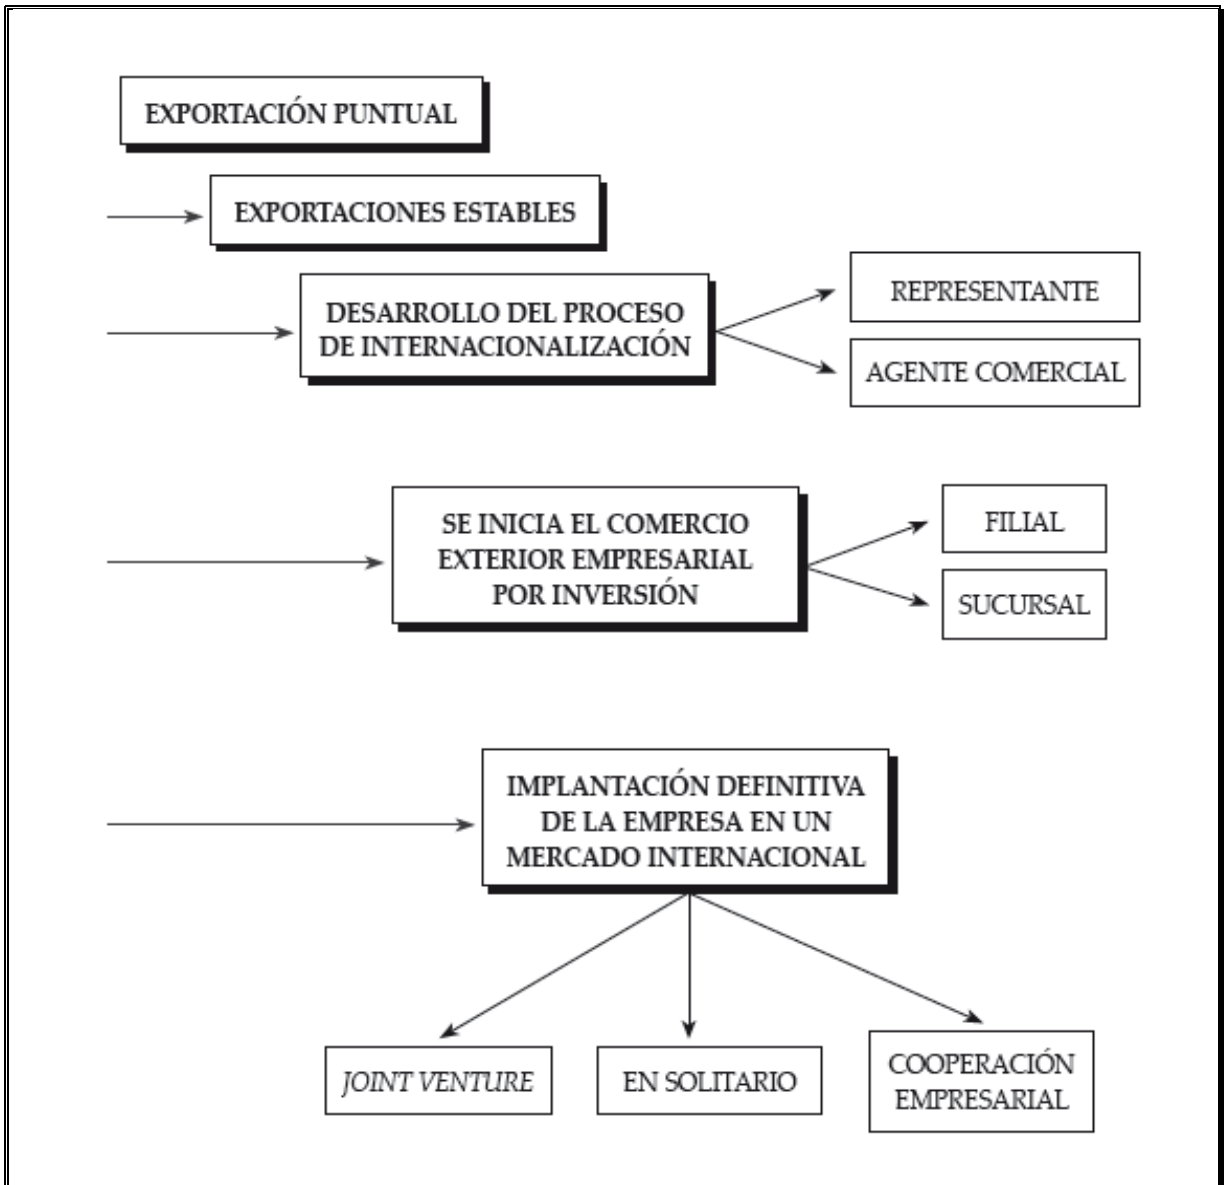 EXPORTACIÓN PUNTUAL
EXPORTACIONES ESTABLES
DESARROLLO DEL PROCESO
DE INTERNACIONALIZACIÓN
REPRESENTANTE
AGENTE COMERCIAL
SE INICIA EL COMERCIO
EXTERIOR EMPRESARIAL
POR INVERSIÓN
FILIAL
SUCURSAL
IMPLANTACIÓN DEFINITIVA
DE LA EMPRESA EN UN
MERCADO INTERNACIONAL
JOINT VENTURE
EN SOLITARIO
COOPERACIÓN
EMPRESARIAL